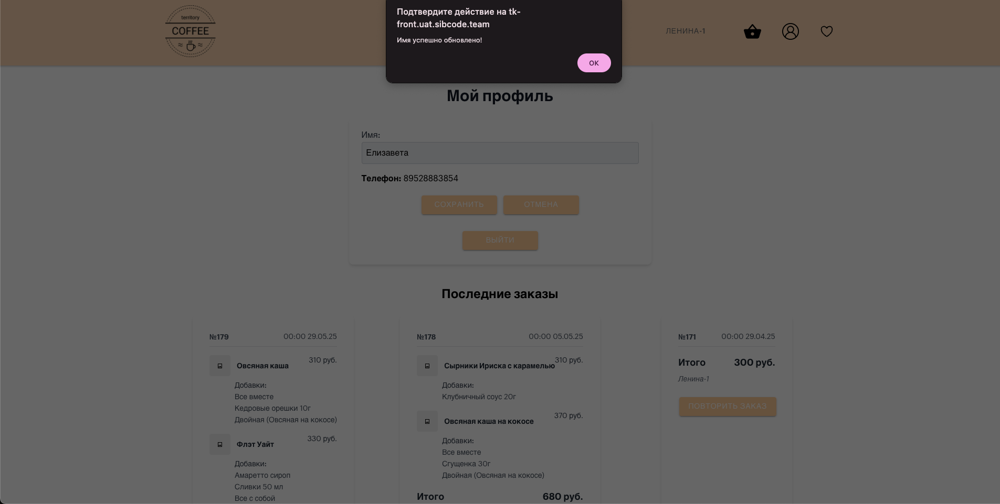 Подтвердите действие на tk-
front.uat.sibcode.team
Имя успешно обновлено!
ОК
territory
COFFEE
ЛЕНИНА-1
Мой профиль
Имя:
Елизавета
Телефон: 89528883854
СОХРАНИТЬ
ОТМЕНА
ВЫЙТИ
Последние заказы
№179 00:00 29.05.25
Овсяная каша 310 руб.
Добавки:
Все вместе
Кедровые орешки 10г
Двойная (Овсяная на кокосе)
Флэт Уайт 330 руб.
Добавки:
Амаретто сироп
Сливки 50 мл
Все с собой
№178 00:00 05.05.25
Сырники Ириска с карамелью 310 руб.
Добавки:
Клубничный соус 20г
Овсяная каша на кокосе 370 руб.
Добавки:
Все вместе
Сгущенка 30г
Двойная (Овсяная на кокосе)
Итого 680 руб.
№171 00:00 29.04.25
Итого 300 руб.
Ленина-1
ПОВТОРИТЬ ЗАКАЗ